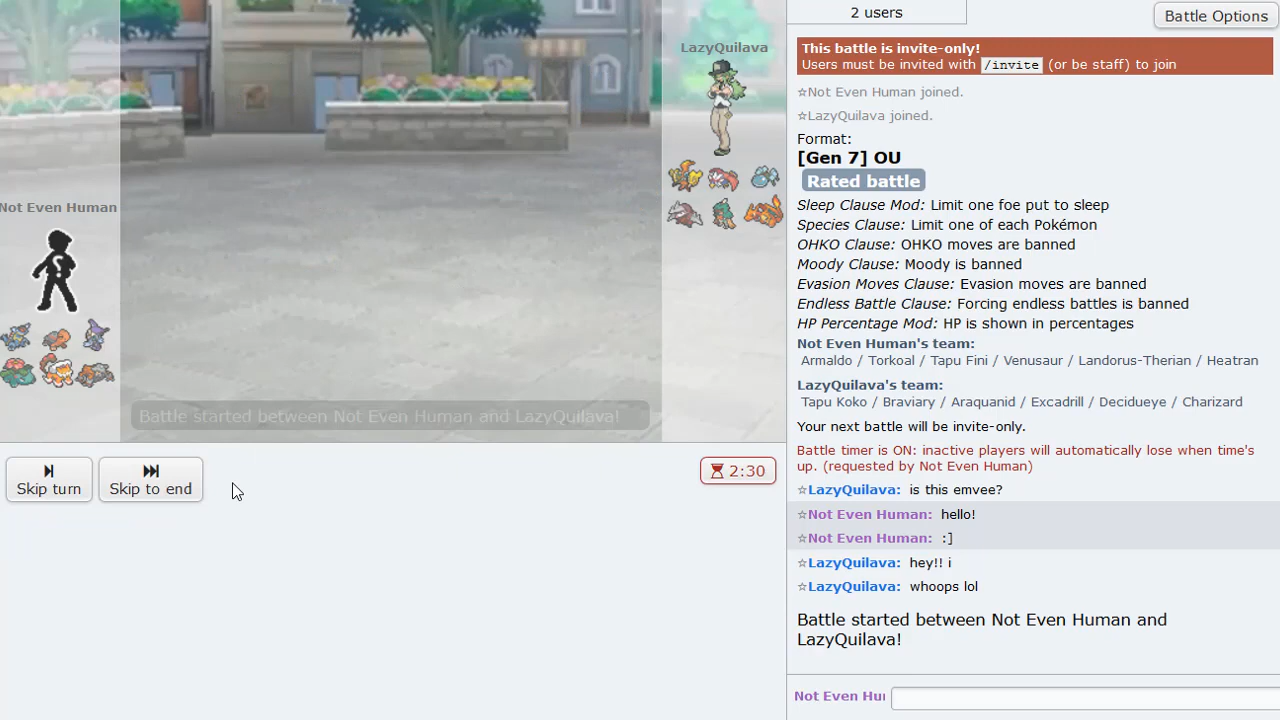 LazyQuilava
Not Even Human
Battle started between Not Even Human and LazyQuilava!
Skip turn
Skip to end
2:30
2 users
Battle Options
This battle is invite-only!
Users must be invited with /invite (or be staff) to join
☆Not Even Human joined.
☆LazyQuilava joined.
Format:
[Gen 7] OU
Rated battle
Sleep Clause Mod: Limit one foe put to sleep
Species Clause: Limit one of each Pokémon
OHKO Clause: OHKO moves are banned
Moody Clause: Moody is banned
Evasion Moves Clause: Evasion moves are banned
Endless Battle Clause: Forcing endless battles is banned
HP Percentage Mod: HP is shown in percentages
Not Even Human's team:
Armaldo / Torkoal / Tapu Fini / Venusaur / Landorus-Therian / Heatran
LazyQuilava's team:
Tapu Koko / Braviary / Araquanid / Excadrill / Decidueye / Charizard
Your next battle will be invite-only.
Battle timer is ON: inactive players will automatically lose when time's
up. (requested by Not Even Human)
☆LazyQuilava: is this emvee?
☆Not Even Human: hello!
☆Not Even Human: :]
☆LazyQuilava: hey!! i
☆LazyQuilava: whoops lol
Battle started between Not Even Human and
LazyQuilava!
Not Even Hu